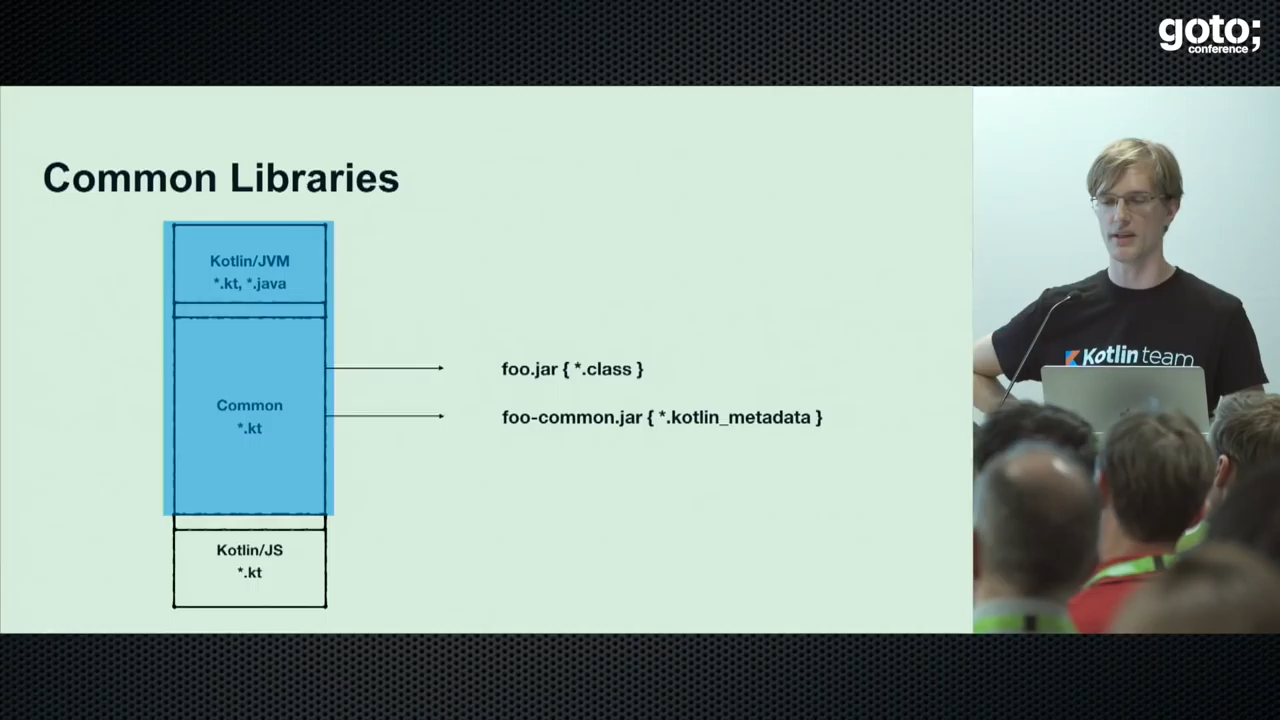 goto;
conference
Common Libraries
Kotlin/JVM
*.kt, *.java
Common
*.kt
Kotlin/JS
*.kt
foo.jar { *.class }
foo-common.jar { *.kotlin_metadata }
Kotlin team